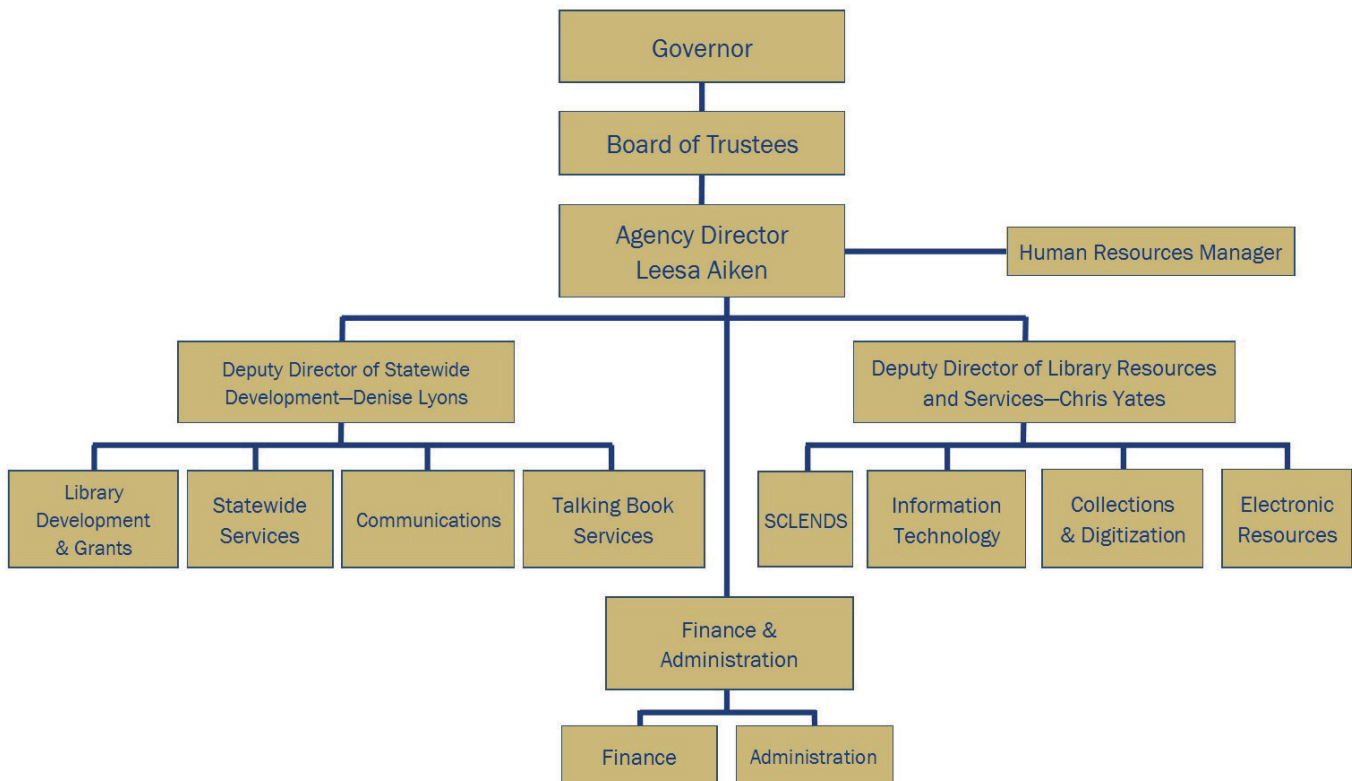 Governor
Board of Trustees
Agency Director
Leesa Aiken
Human Resources Manager
Deputy Director of Statewide
Development—Denise Lyons
Deputy Director of Library Resources
and Services—Chris Yates
Library
Development
& Grants
Statewide
Services
Communications
Talking Book
Services
SCLENDS
Information
Technology
Collections
& Digitization
Electronic
Resources
Finance &
Administration
Finance
Administration